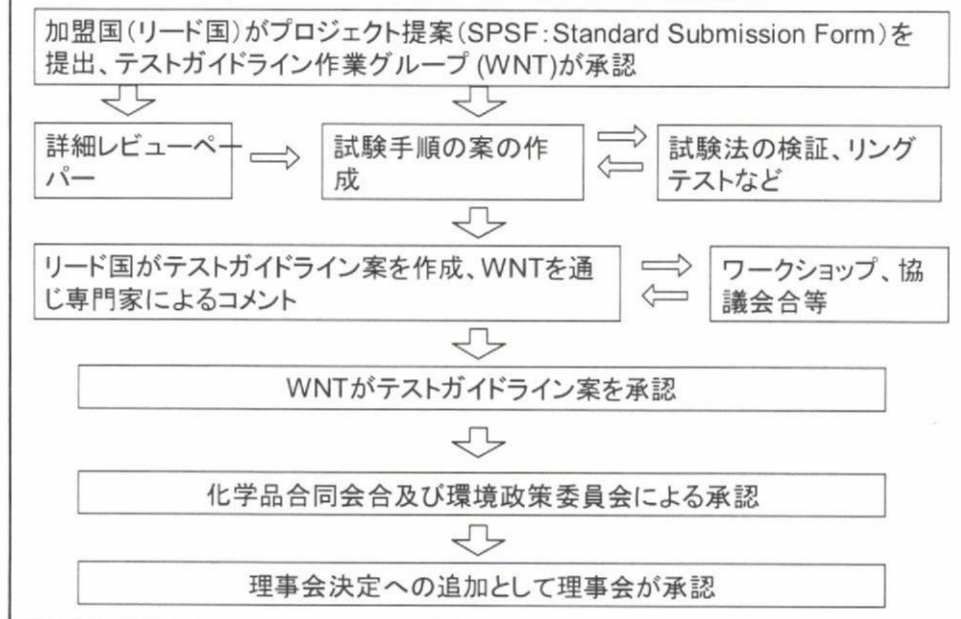 加盟国(リード国)がプロジェクト提案(SPSF:Standard Submission Form)を
提出、テストガイドライン作業グループ(WNT)が承認
詳細レビューペー
パー
試験手順の案の作
成
試験法の検証、リング
テストなど
リード国がテストガイドライン案を作成、WNTを通
じ専門家によるコメント
ワークショップ、協
議会合等
WNTがテストガイドライン案を承認
化学品合同会合及び環境政策委員会による承認
理事会決定への追加として理事会が承認